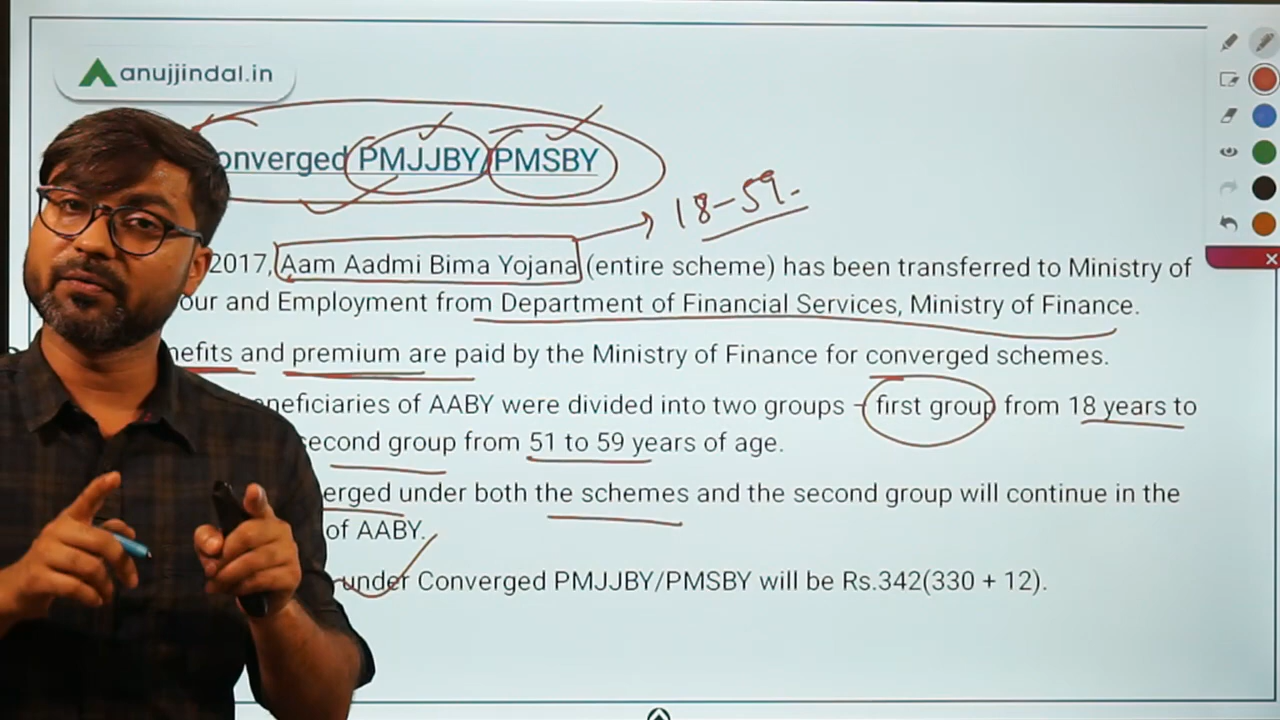 anujjindal.in
onverged PMJJBY/PMSBY
18-59.
2017, Aam Aadmi Bima Yojana (entire scheme) has been transferred to Ministry of
our and Employment from Department of Financial Services, Ministry of Finance.
nefits and premium are paid by the Ministry of Finance for converged schemes.
neficiaries of AABY were divided into two groups - first group from 18 years to
second group from 51 to 59 years of age.
erged under both the schemes and the second group will continue in the
of AABY.
under Converged PMJJBY/PMSBY will be Rs.342(330 + 12).